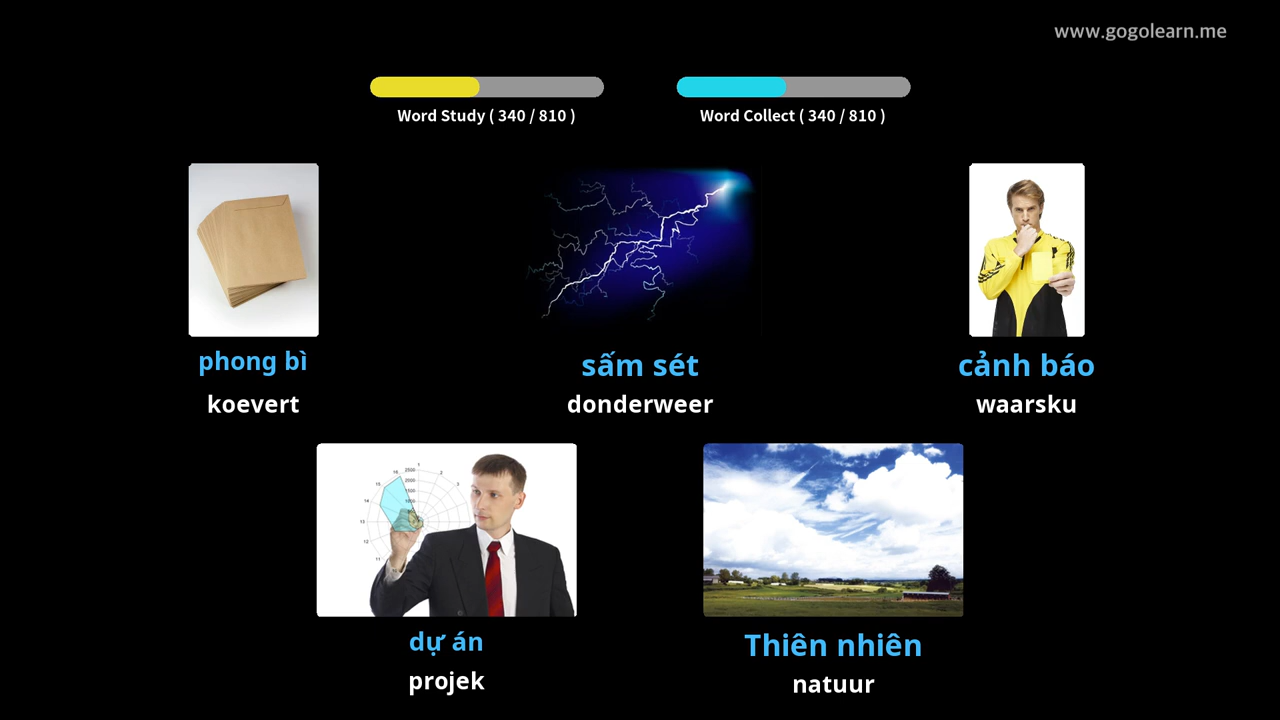 www.gogolearn.me
Word Study ( 340 / 810 )
Word Collect ( 340 / 810 )
phong bì
koevert
sấm sét
donderweer
cảnh báo
waarsku
dự án
projek
Thiên nhiên
natuur